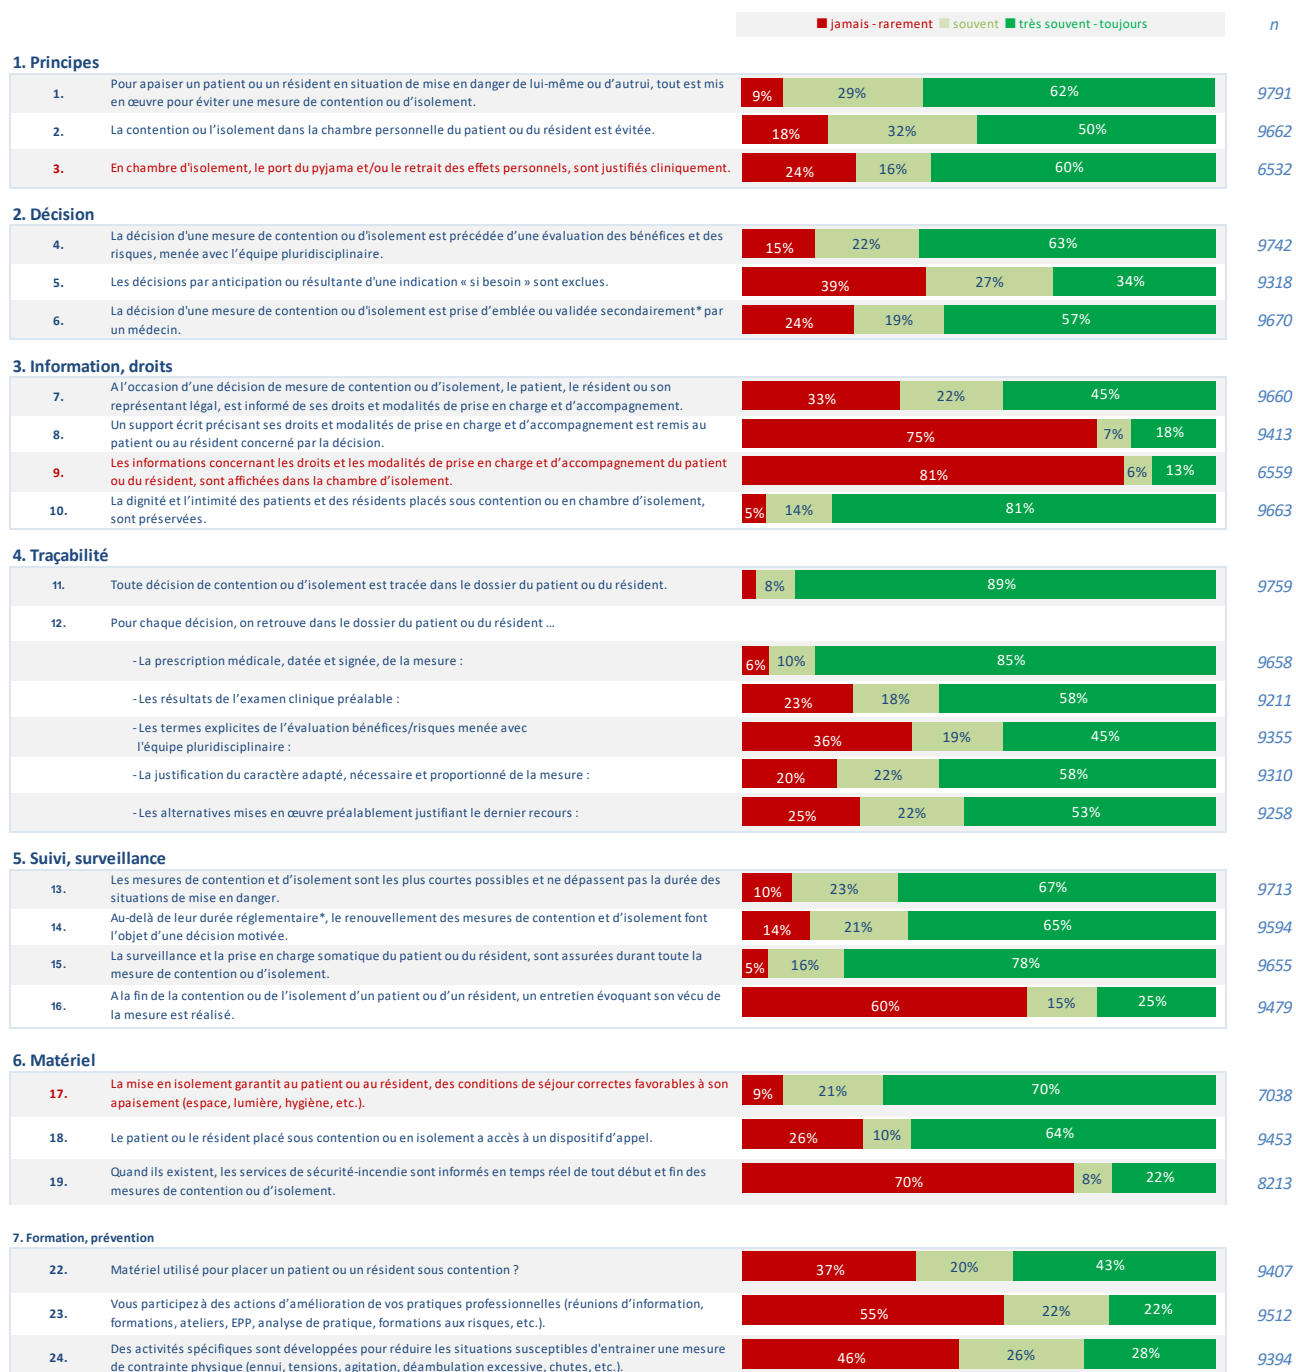 jamais - rarement souvent très souvent - toujours n
1. Principes
1. Pour apaiser un patient ou un résident en situation de mise en danger de lui-même ou d’autrui, tout est mis
en œuvre pour éviter une mesure de contention ou d’isolement.
9% 29% 62% 9791
2. La contention ou l’isolement dans la chambre personnelle du patient ou du résident est évitée.
18% 32% 50% 9662
3. En chambre d'isolement, le port du pyjama et/ou le retrait des effets personnels, sont justifiés cliniquement.
24% 16% 60% 6532
2. Décision
4. La décision d'une mesure de contention ou d'isolement est précédée d’une évaluation des bénéfices et des
risques, menée avec l’équipe pluridisciplinaire.
15% 22% 63% 9742
5. Les décisions par anticipation ou résultante d'une indication « si besoin » sont exclues.
39% 27% 34% 9318
6. La décision d'une mesure de contention ou d'isolement est prise d’emblée ou validée secondairement* par
un médecin.
24% 19% 57% 9670
3. Information, droits
7. A l’occasion d’une décision de mesure de contention ou d’isolement, le patient, le résident ou son
représentant légal, est informé de ses droits et modalités de prise en charge et d’accompagnement.
33% 22% 45% 9660
8. Un support écrit précisant ses droits et modalités de prise en charge et d’accompagnement est remis au
patient ou au résident concerné par la décision.
75% 7% 18% 9413
9. Les informations concernant les droits et les modalités de prise en charge et d’accompagnement du patient
ou du résident, sont affichées dans la chambre d’isolement.
81% 6% 13% 6559
10. La dignité et l’intimité des patients et des résidents placés sous contention ou en chambre d’isolement,
sont préservées.
5% 14% 81% 9663
4. Traçabilité
11. Toute décision de contention ou d’isolement est tracée dans le dossier du patient ou du résident.
8% 89% 9759
12. Pour chaque décision, on retrouve dans le dossier du patient ou du résident ...
- La prescription médicale, datée et signée, de la mesure :
6% 10% 85% 9658
- Les résultats de l’examen clinique préalable :
23% 18% 58% 9211
- Les termes explicites de l’évaluation bénéfices/risques menée avec
l'équipe pluridisciplinaire :
36% 19% 45% 9355
- La justification du caractère adapté, nécessaire et proportionné de la mesure :
20% 22% 58% 9310
- Les alternatives mises en œuvre préalablement justifiant le dernier recours :
25% 22% 53% 9258
5. Suivi, surveillance
13. Les mesures de contention et d’isolement sont les plus courtes possibles et ne dépassent pas la durée des
situations de mise en danger.
10% 23% 67% 9713
14. Au-delà de leur durée réglementaire*, le renouvellement des mesures de contention et d’isolement font
l’objet d’une décision motivée.
14% 21% 65% 9594
15. La surveillance et la prise en charge somatique du patient ou du résident, sont assurées durant toute la
mesure de contention ou d’isolement.
5% 16% 78% 9655
16. A la fin de la contention ou de l’isolement d’un patient ou d’un résident, un entretien évoquant son vécu de
la mesure est réalisé.
60% 15% 25% 9479
6. Matériel
17. La mise en isolement garantit au patient ou au résident, des conditions de séjour correctes favorables à son
apaisement (espace, lumière, hygiène, etc.).
9% 21% 70% 7038
18. Le patient ou le résident placé sous contention ou en isolement a accès à un dispositif d’appel.
26% 10% 64% 9453
19. Quand ils existent, les services de sécurité-incendie sont informés en temps réel de tout début et fin des
mesures de contention ou d’isolement.
70% 8% 22% 8213
7. Formation, prévention
22. Matériel utilisé pour placer un patient ou un résident sous contention ?
37% 20% 43% 9407
23. Vous participez à des actions d’amélioration de vos pratiques professionnelles (réunions d’information,
formations, ateliers, EPP, analyse de pratique, formations aux risques, etc.).
55% 22% 22% 9512
24. Des activités spécifiques sont développées pour réduire les situations susceptibles d'entrainer une mesure
de contrainte physique (ennui, tensions, agitation, déambulation excessive, chutes, etc.).
46% 26% 28% 9394